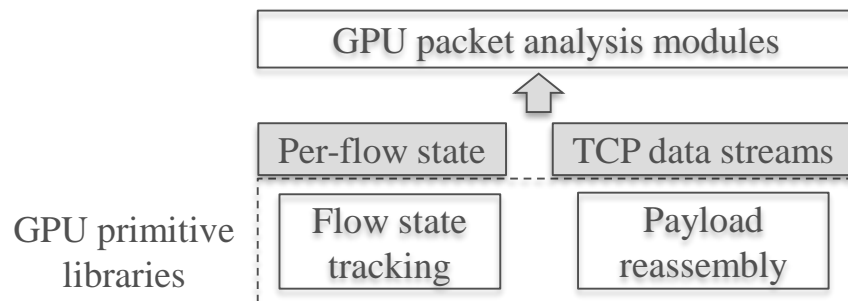 GPU packet analysis modules
Per-flow state
TCP data streams
GPU primitive
libraries
Flow state
tracking
Payload
reassembly